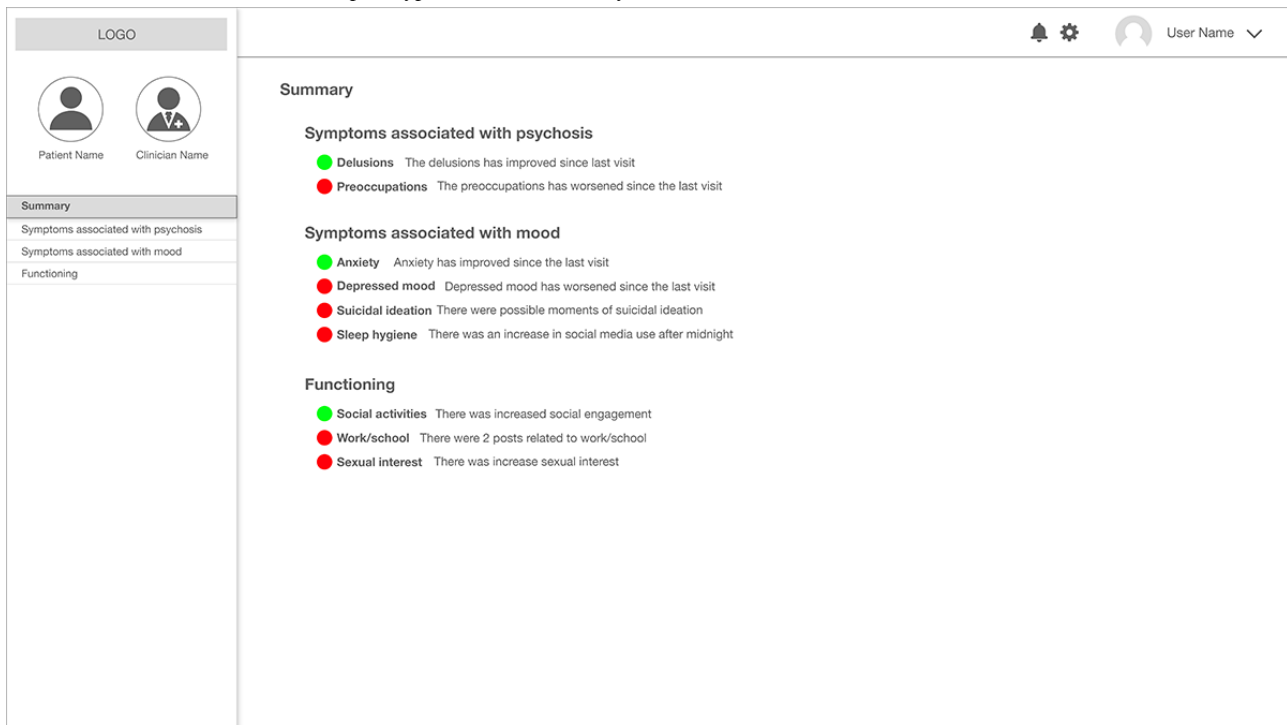 LOGO
User Name
Patient Name
Clinician Name
Summary
Symptoms associated with psychosis
Symptoms associated with mood
Functioning
Summary
Symptoms associated with psychosis
Delusions The delusions has improved since last visit
Preoccupations The preoccupations has worsened since the last visit
Symptoms associated with mood
Anxiety Anxiety has improved since the last visit
Depressed mood Depressed mood has worsened since the last visit
Suicidal ideation There were possible moments of suicidal ideation
Sleep hygiene There was an increase in social media use after midnight
Functioning
Social activities There was increased social engagement
Work/school There were 2 posts related to work/school
Sexual interest There was increase sexual interest